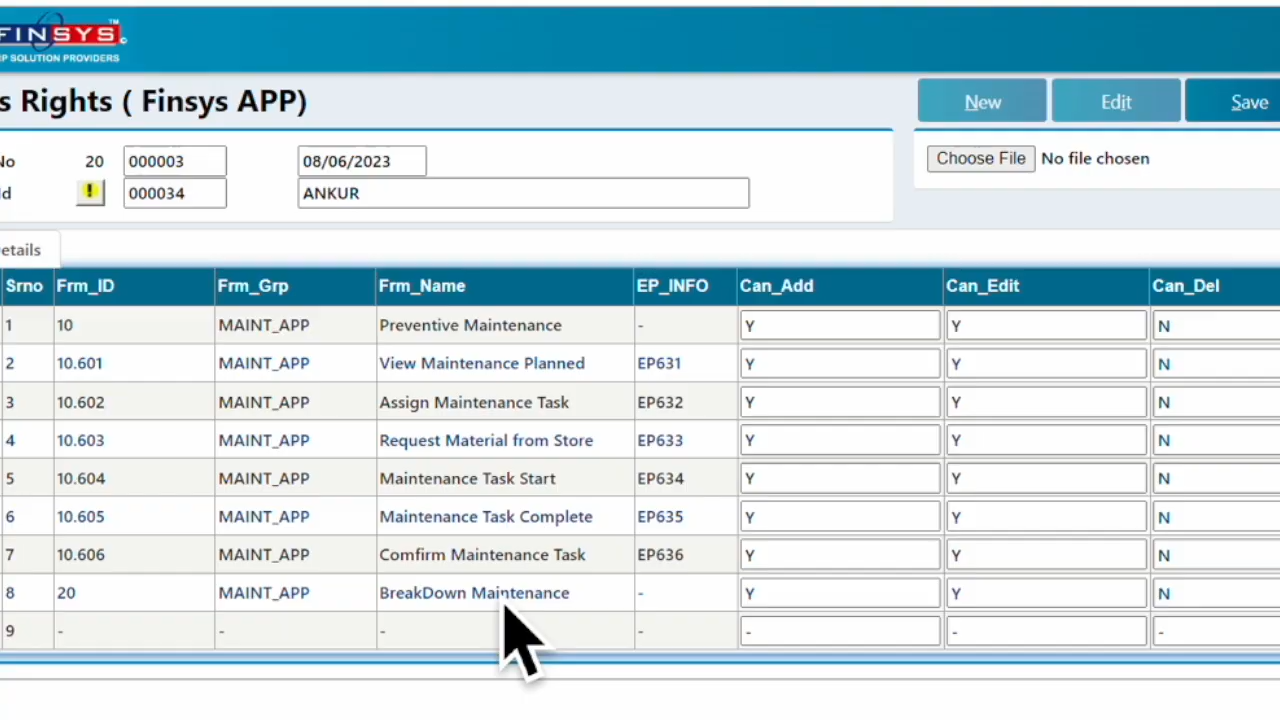 FINSYS TM
SOLUTION PROVIDERS
Rights ( Finsys APP)
New Edit Save
No 20 000003 08/06/2023
Choose File No file chosen
! 000034 ANKUR
Srno Frm_ID Frm_Grp Frm_Name EP_INFO Can_Add Can_Edit Can_Del
1 10 MAINT_APP Preventive Maintenance - Y Y N
2 10.601 MAINT_APP View Maintenance Planned EP631 Y Y N
3 10.602 MAINT_APP Assign Maintenance Task EP632 Y Y N
4 10.603 MAINT_APP Request Material from Store EP633 Y Y N
5 10.604 MAINT_APP Maintenance Task Start EP634 Y Y N
6 10.605 MAINT_APP Maintenance Task Complete EP635 Y Y N
7 10.606 MAINT_APP Comfirm Maintenance Task EP636 Y Y N
8 20 MAINT_APP BreakDown Maintenance - Y Y N
9 - - - - - - -